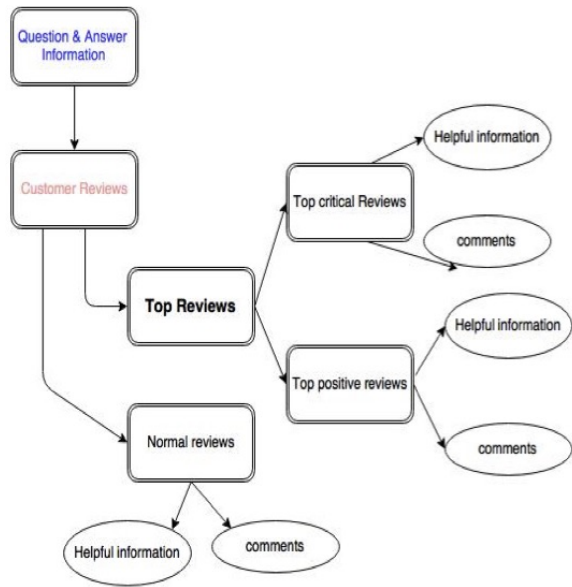 Question & Answer
Information
Customer Reviews
Top Reviews
Normal reviews
Helpful information
comments
Top critical Reviews
Helpful information
comments
Top positive reviews
Helpful information
comments